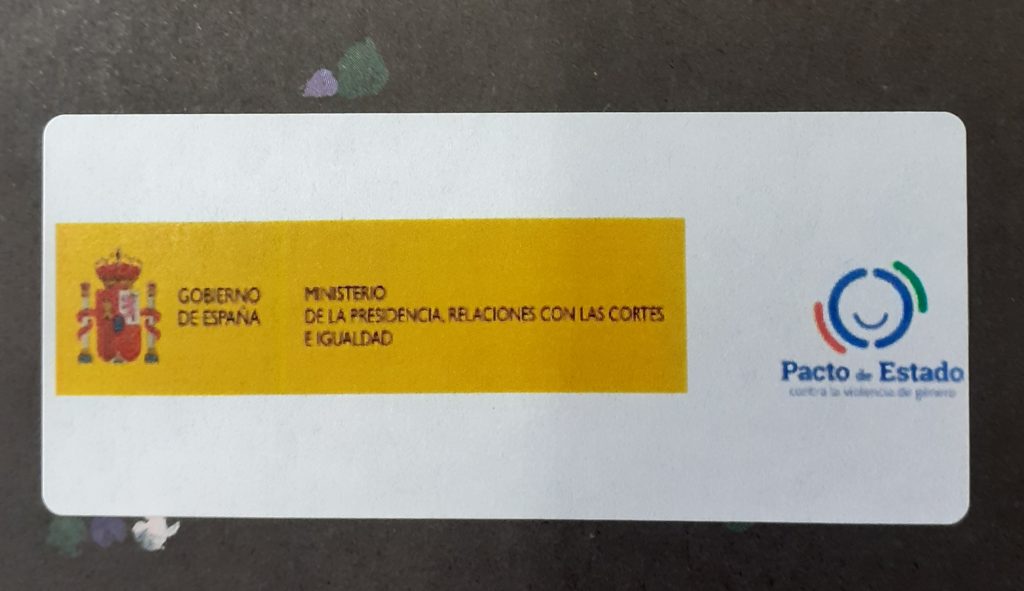 GOBIERNO
DE ESPAÑA
MINISTERIO
DE LA PRESIDENCIA, RELACIONES CON LAS CORTES
E IGUALDAD
Pacto de Estado
contra la violencia de género